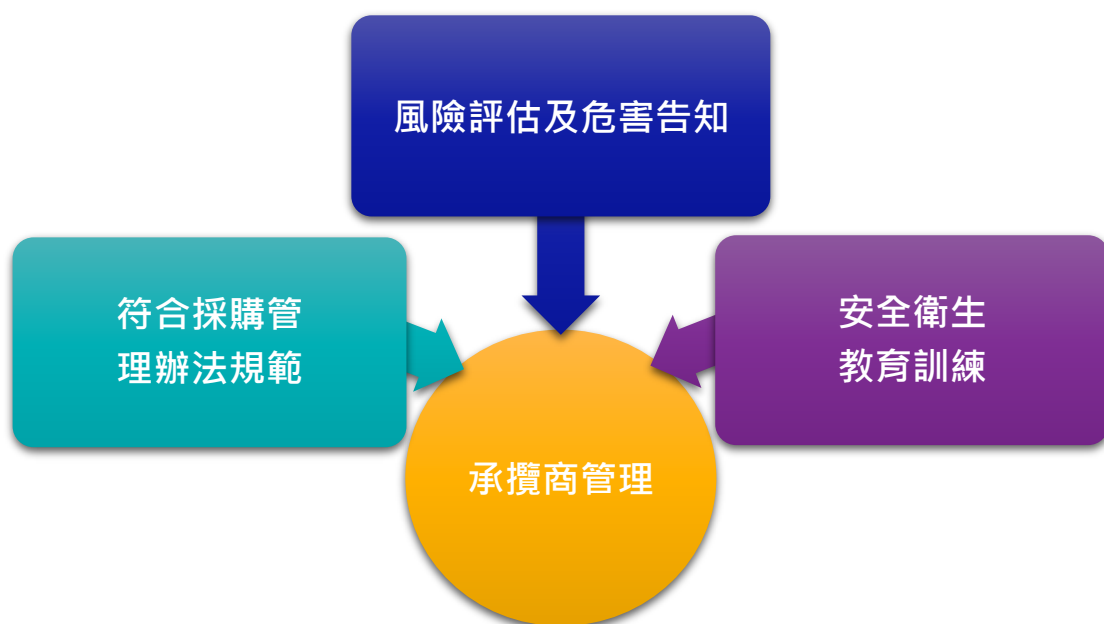 風險評估及危害告知
符合採購管
理辦法規範
安全衛生
教育訓練
承攬商管理